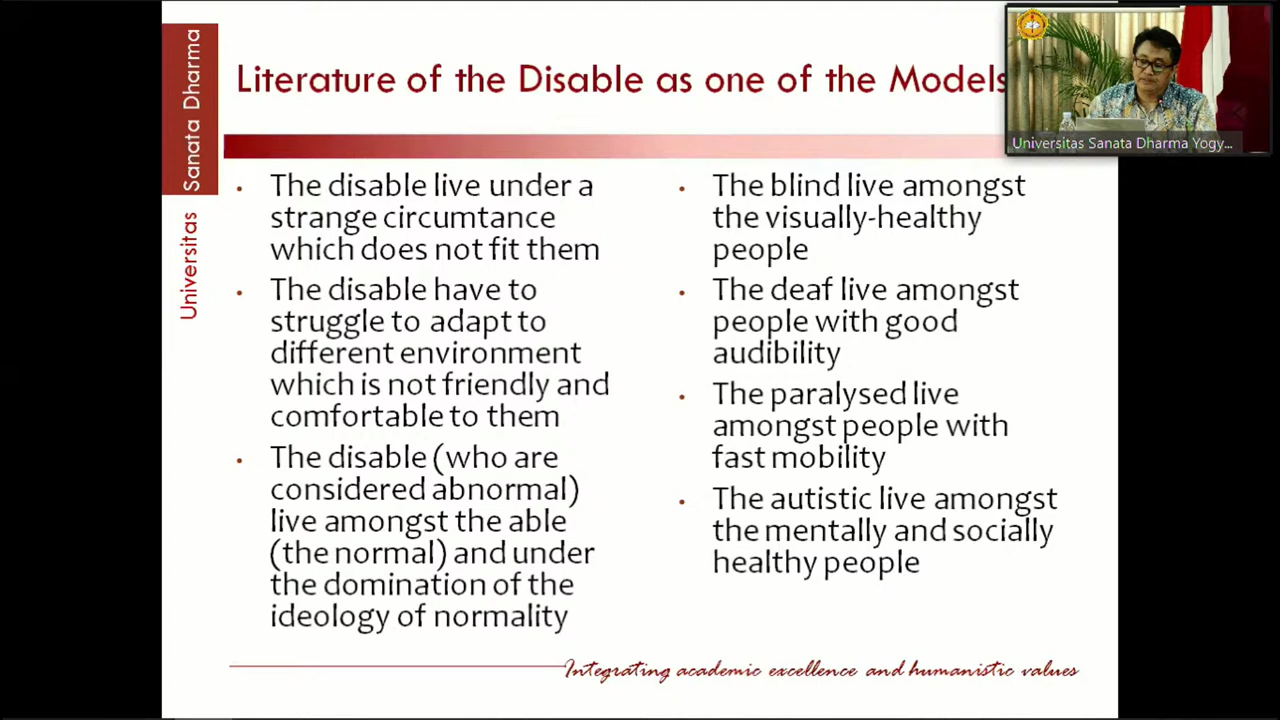 Universitas Sanata Dharma
Literature of the Disable as one of the Models
Universitas Sanata Dharma Yogy...
• The disable live under a
strange circumtance
which does not fit them
• The disable have to
struggle to adapt to
different environment
which is not friendly and
comfortable to them
• The disable (who are
considered abnormal)
live amongst the able
(the normal) and under
the domination of the
ideology of normality
• The blind live amongst
the visually-healthy
people
• The deaf live amongst
people with good
audibility
• The paralysed live
amongst people with
fast mobility
• The autistic live amongst
the mentally and socially
healthy people
Integrating academic excellence and humanistic values